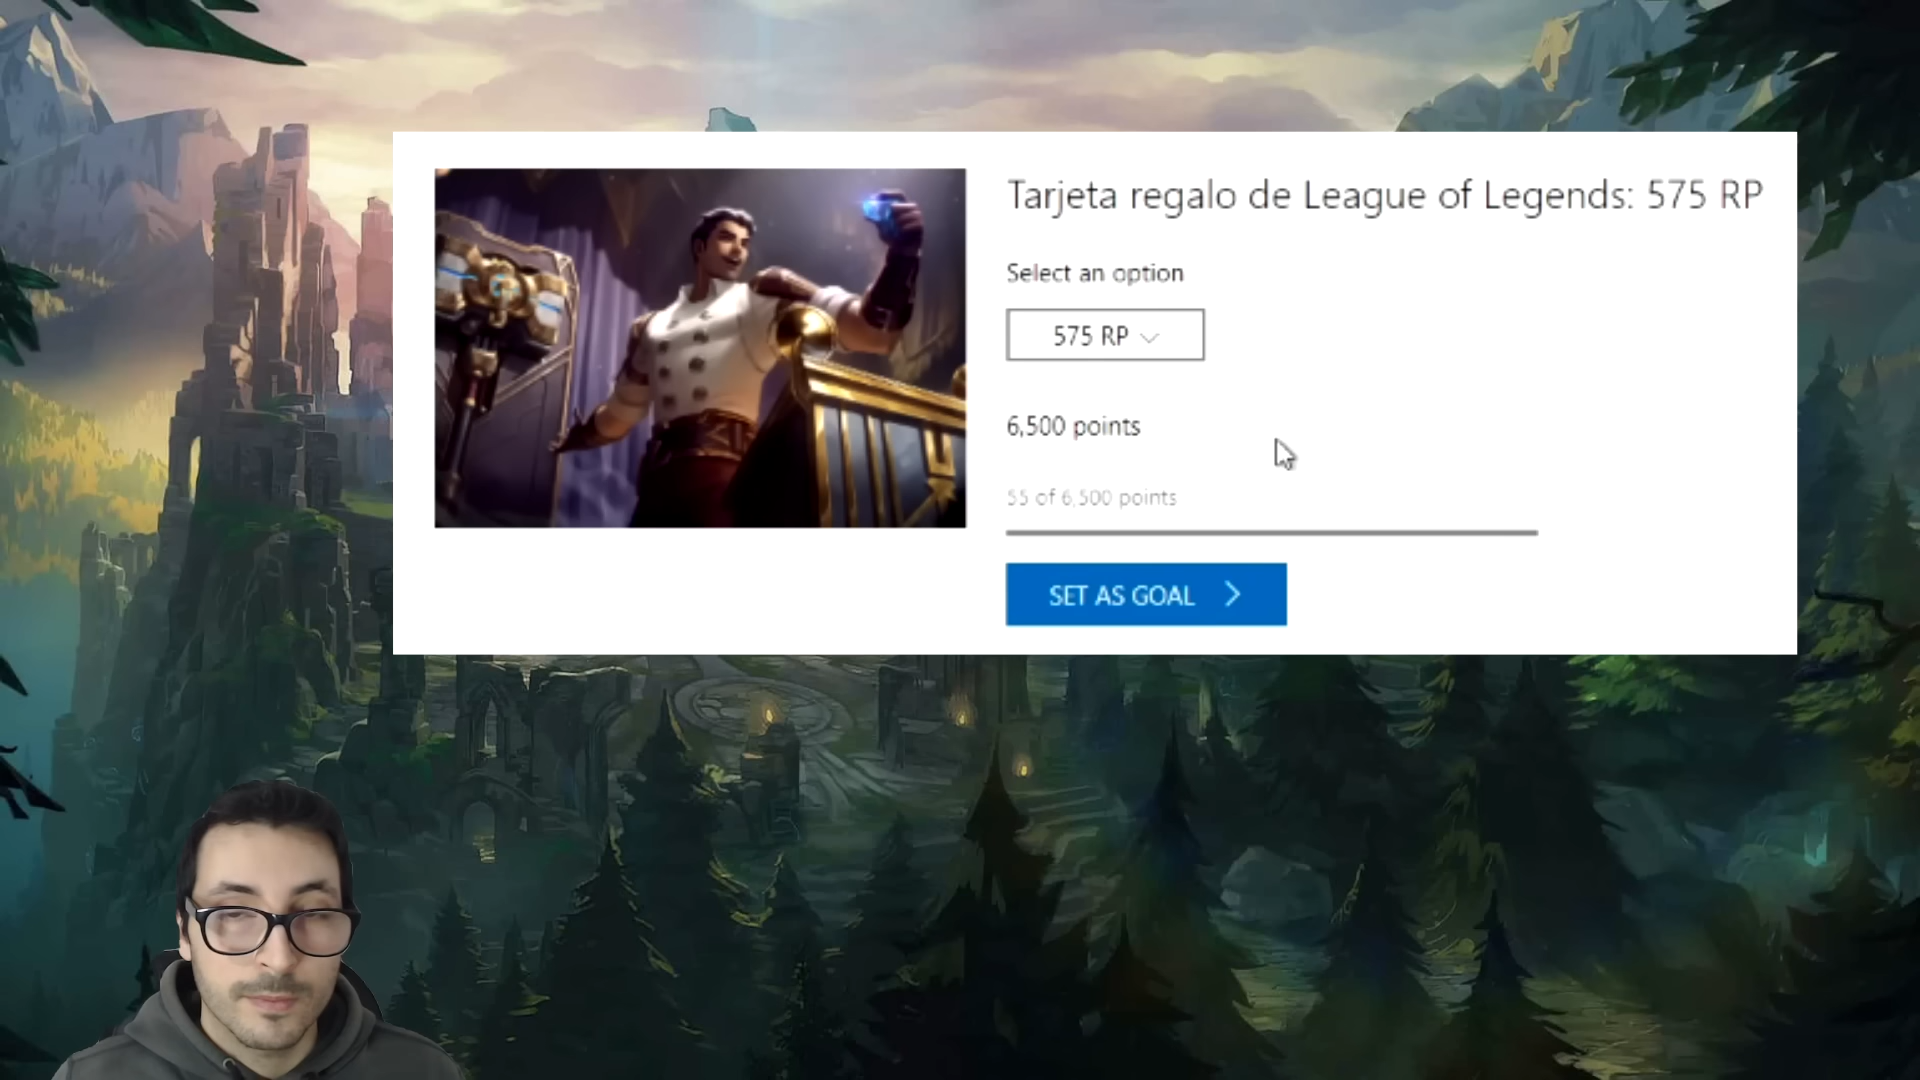 Tarjeta regalo de League of Legends: 575 RP
Select an option
575 RP
6,500 points
55 of 6,500 points
SET AS GOAL